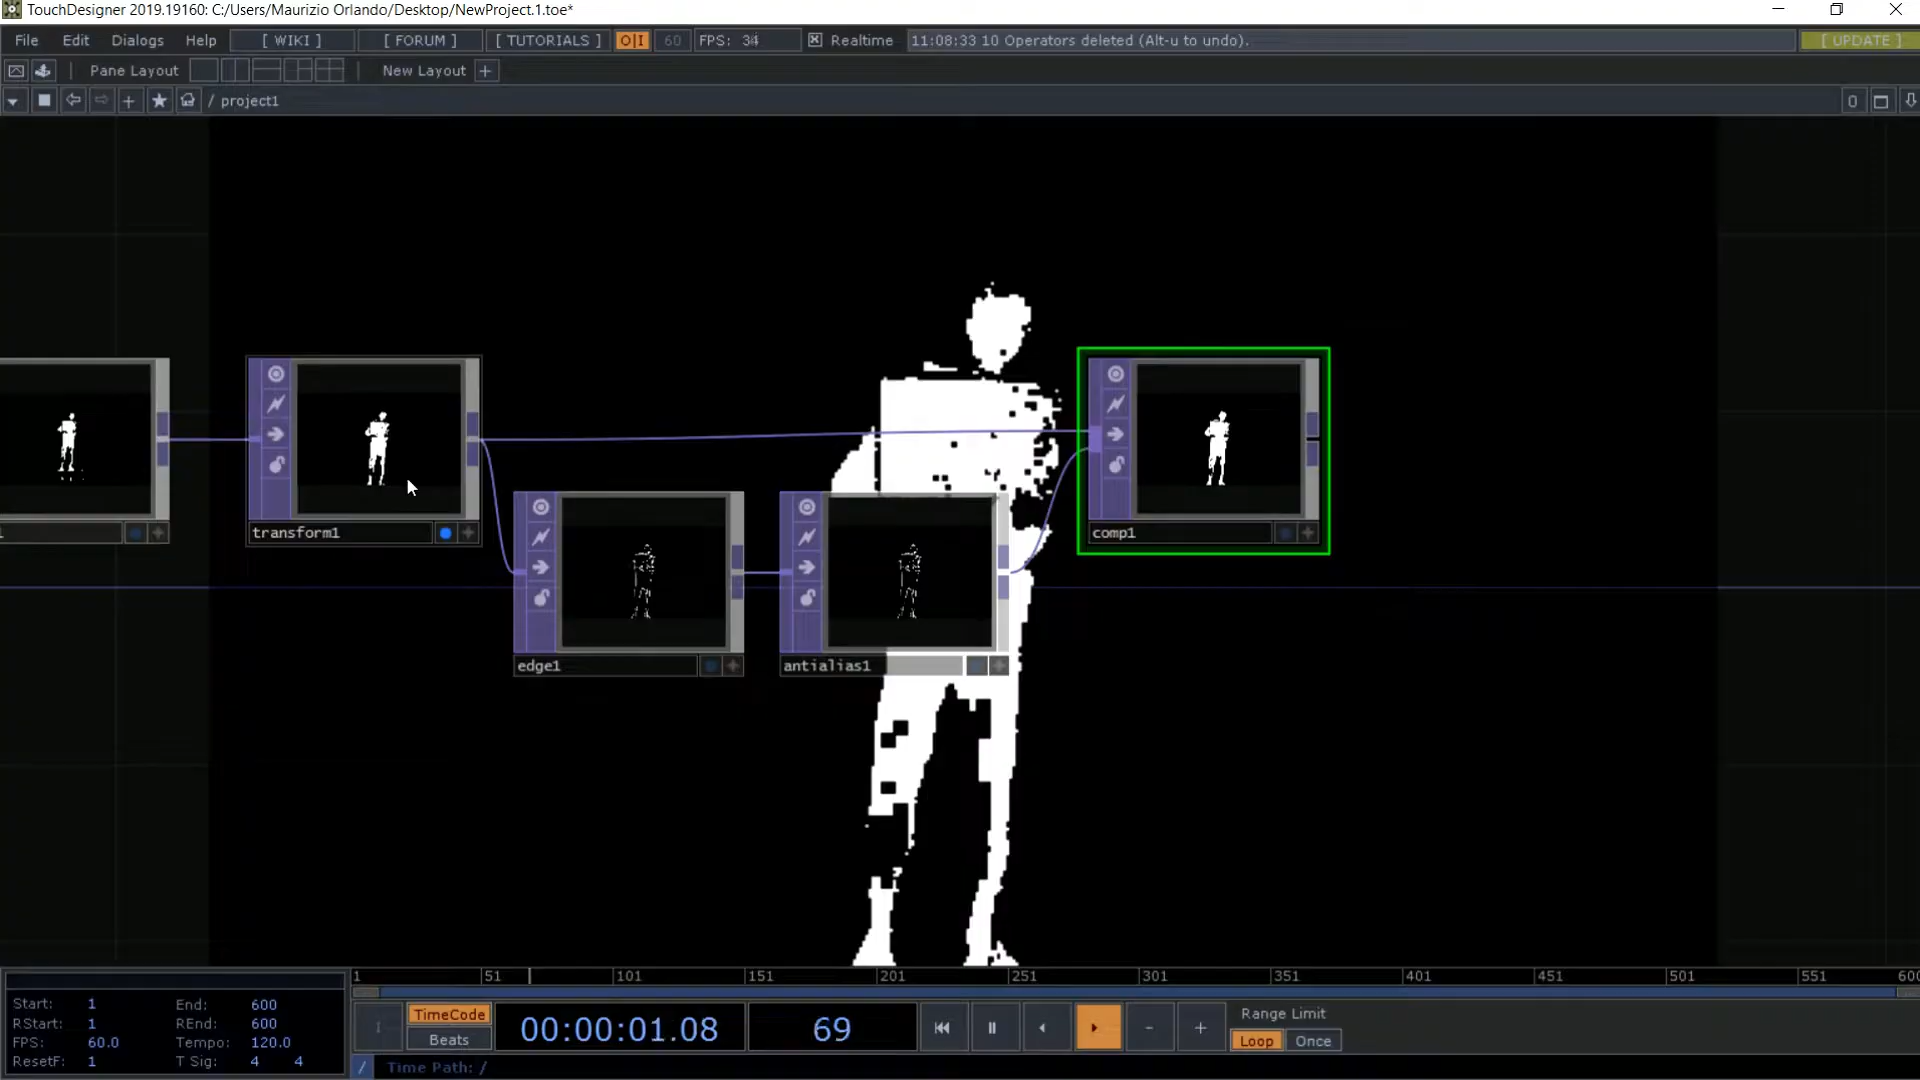 TouchDesigner 2019.19160: C:/Users/Maurizio Orlando/Desktop/NewProject.1.toe*
File Edit Dialogs Help [ WIKI ] [ FORUM ] [ TUTORIALS ] O|I 60 FPS: 34 Realtime 11:08:33 10 Operators deleted (Alt-u to undo). [ UPDATE ]
Pane Layout New Layout +
/ project1 0
transform1
comp1
edge1
antialias1
1 51 101 151 201 251 301 351 401 451 501 551 600
Start: 1 End: 600
RStart: 1 REnd: 600
FPS: 60.0 Tempo: 120.0
ResetF: 1 T Sig: 4 4
TimeCode
Beats
00:00:01.08
69
Range Limit
Loop Once
/ Time Path: /